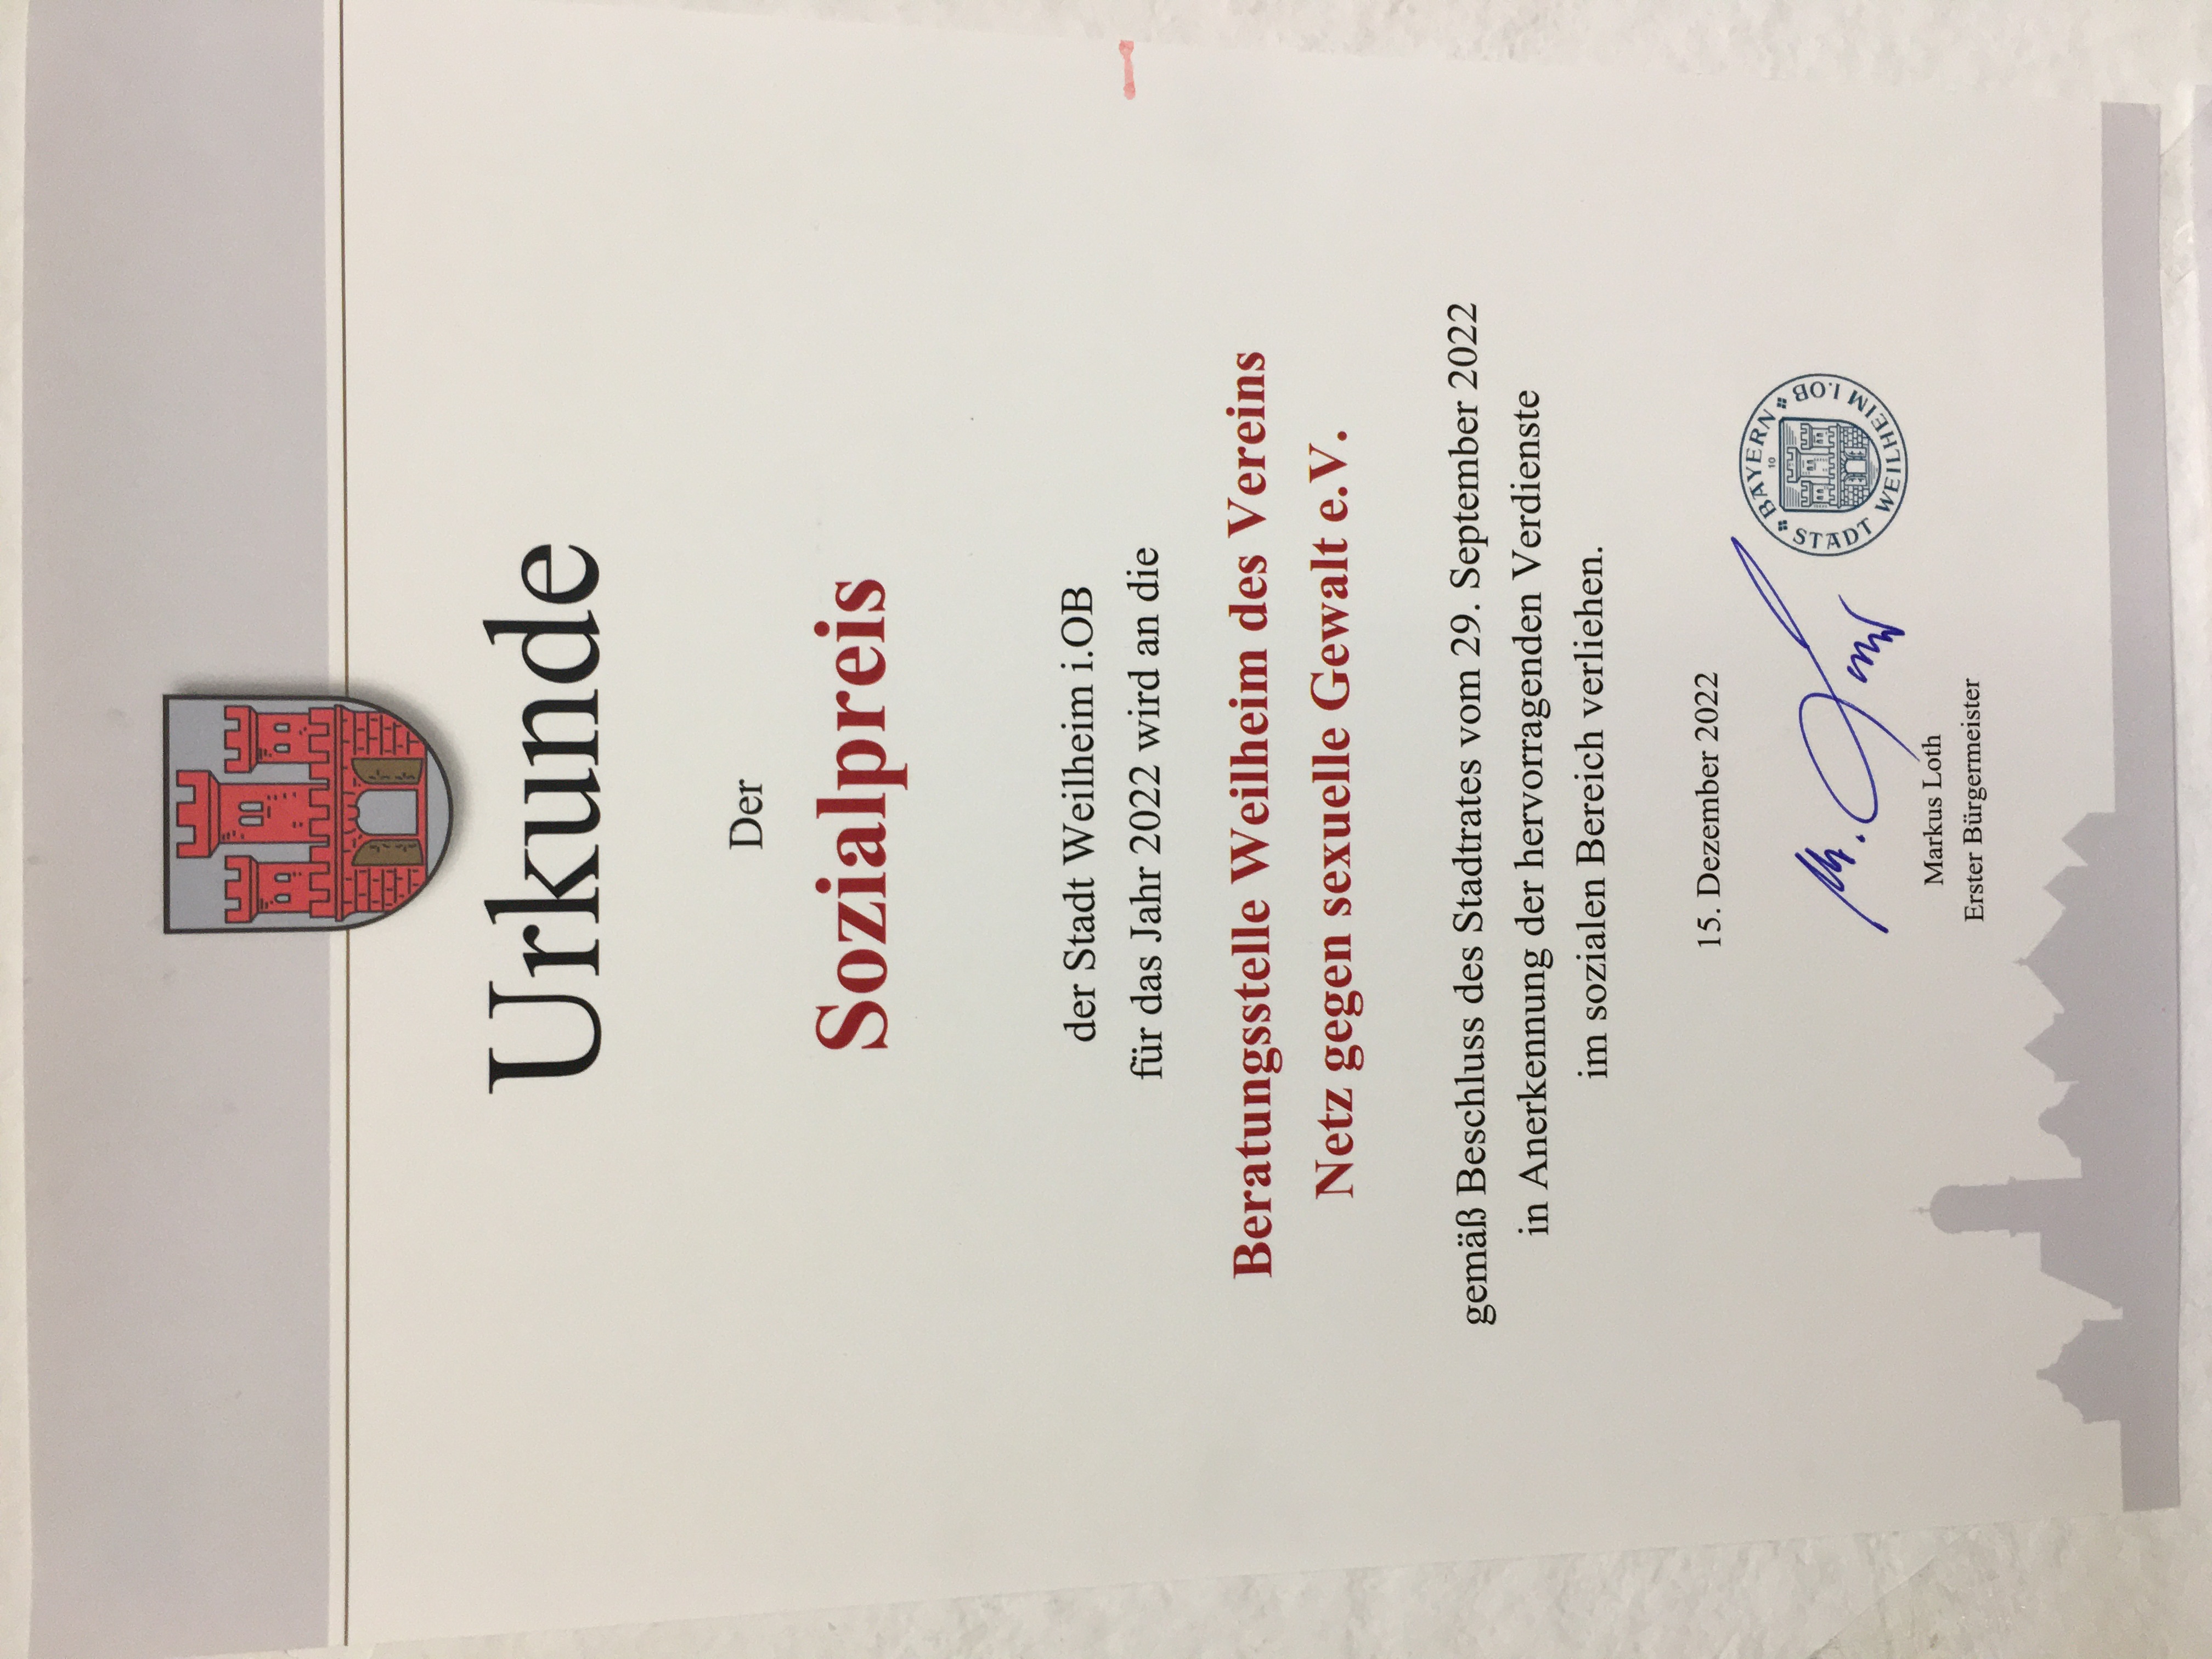 Urkunde
Der
Sozialpreis
der Stadt Weilheim i.OB
für das Jahr 2022 wird an die
Beratungsstelle Weilheim des Vereins
Netz gegen sexuelle Gewalt e.V.
gemäß Beschluss des Stadtrates vom 29. September 2022
in Anerkennung der hervorragenden Verdienste
im sozialen Bereich verliehen.
15. Dezember 2022
BAYERN
10
STADT WEILHEIM I.OB
Markus Loth
Erster Bürgermeister